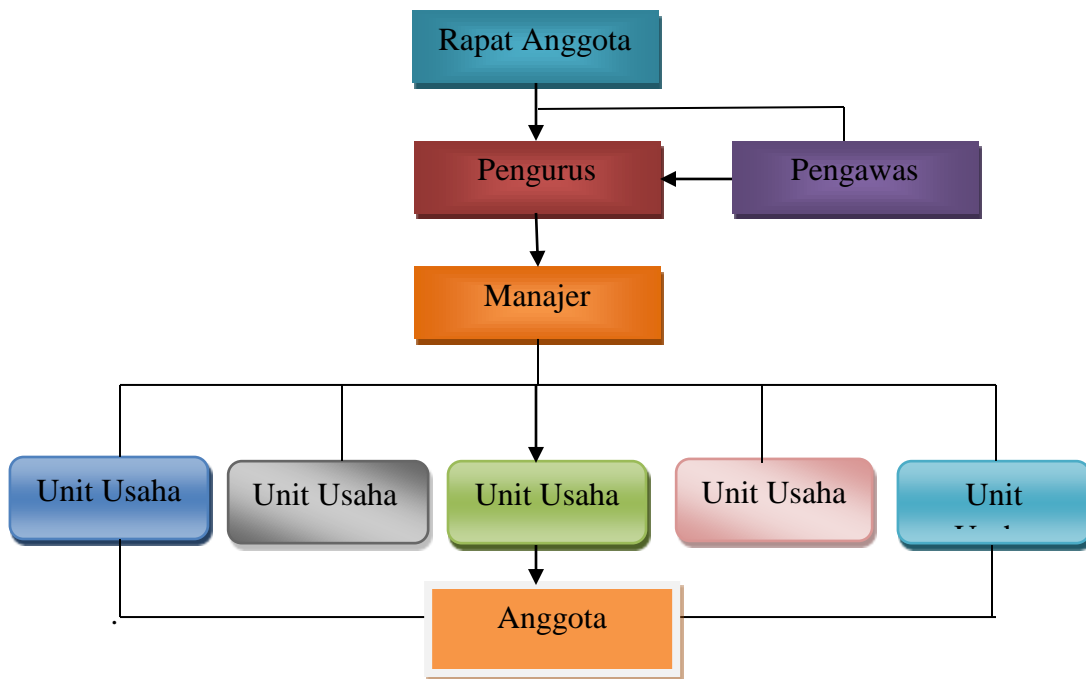 Rapat Anggota
Pengurus
Pengawas
Manajer
Unit Usaha
Unit Usaha
Unit Usaha
Unit Usaha
Unit
Anggota
.